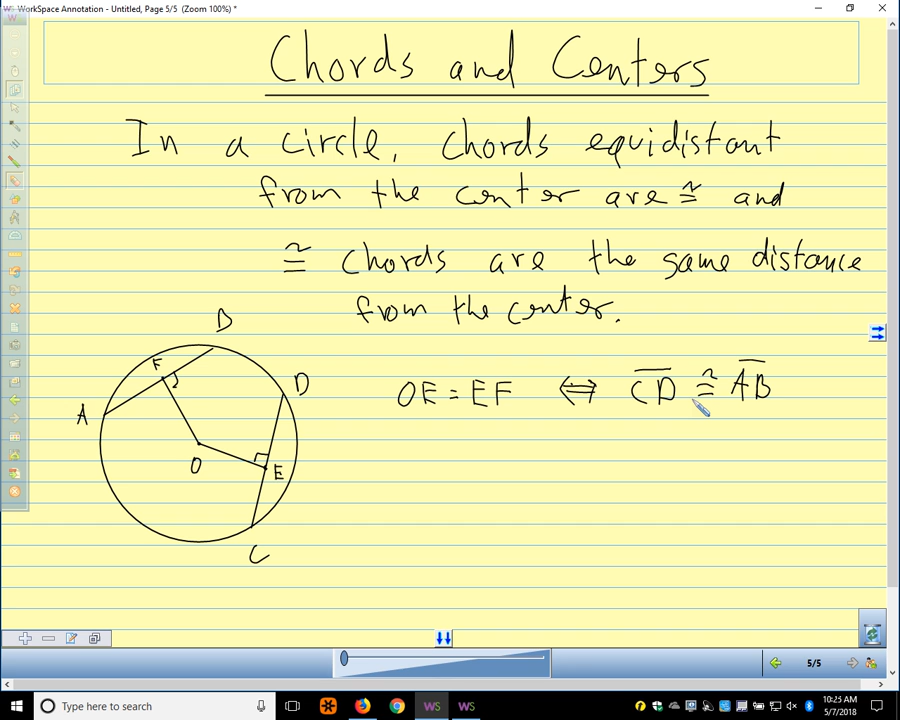 WorkSpace Annotation - Untitled, Page 5/5 (Zoom 100%) *
Chords and Centers
In a circle, chords equidistant
from the center are ≅ and
≅ chords are the same distance
from the center.
B
F
D
A
OE = EF ⟺ C̅D̅ ≅ A̅B̅
O
E
C
5/5
Type here to search
WS
WS
10:25 AM
5/7/2018